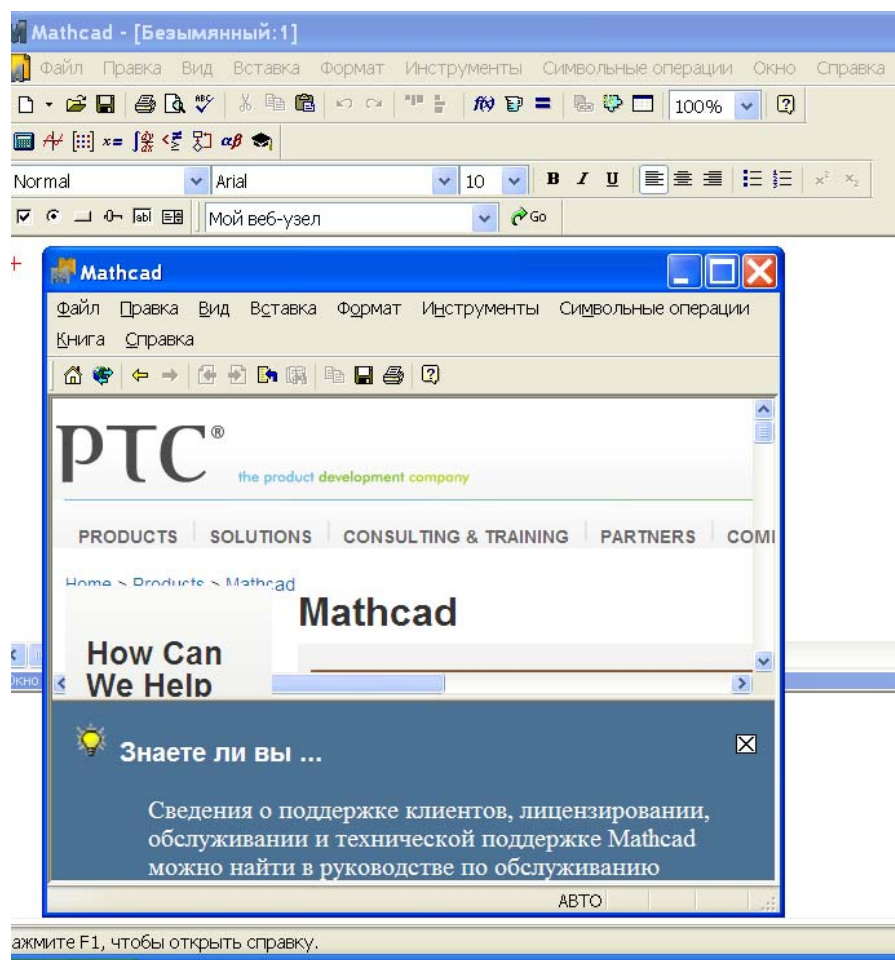 Mathcad - [Безымянный:1]
Файл Правка Вид Вставка Формат Инструменты Символьные операции Окно Справка
100%
Normal Arial 10 B I U
Мой веб-узел Go
Mathcad
Файл Правка Вид Вставка Формат Инструменты Символьные операции
Книга Справка
PTC®
the product development company
PRODUCTS SOLUTIONS CONSULTING & TRAINING PARTNERS COM
Home > Products > Mathcad
Mathcad
How Can
We Help
Знаете ли вы ...
Сведения о поддержке клиентов, лицензировании,
обслуживании и технической поддержке Mathcad
можно найти в руководстве по обслуживанию
АВТО
ажмите F1, чтобы открыть справку.